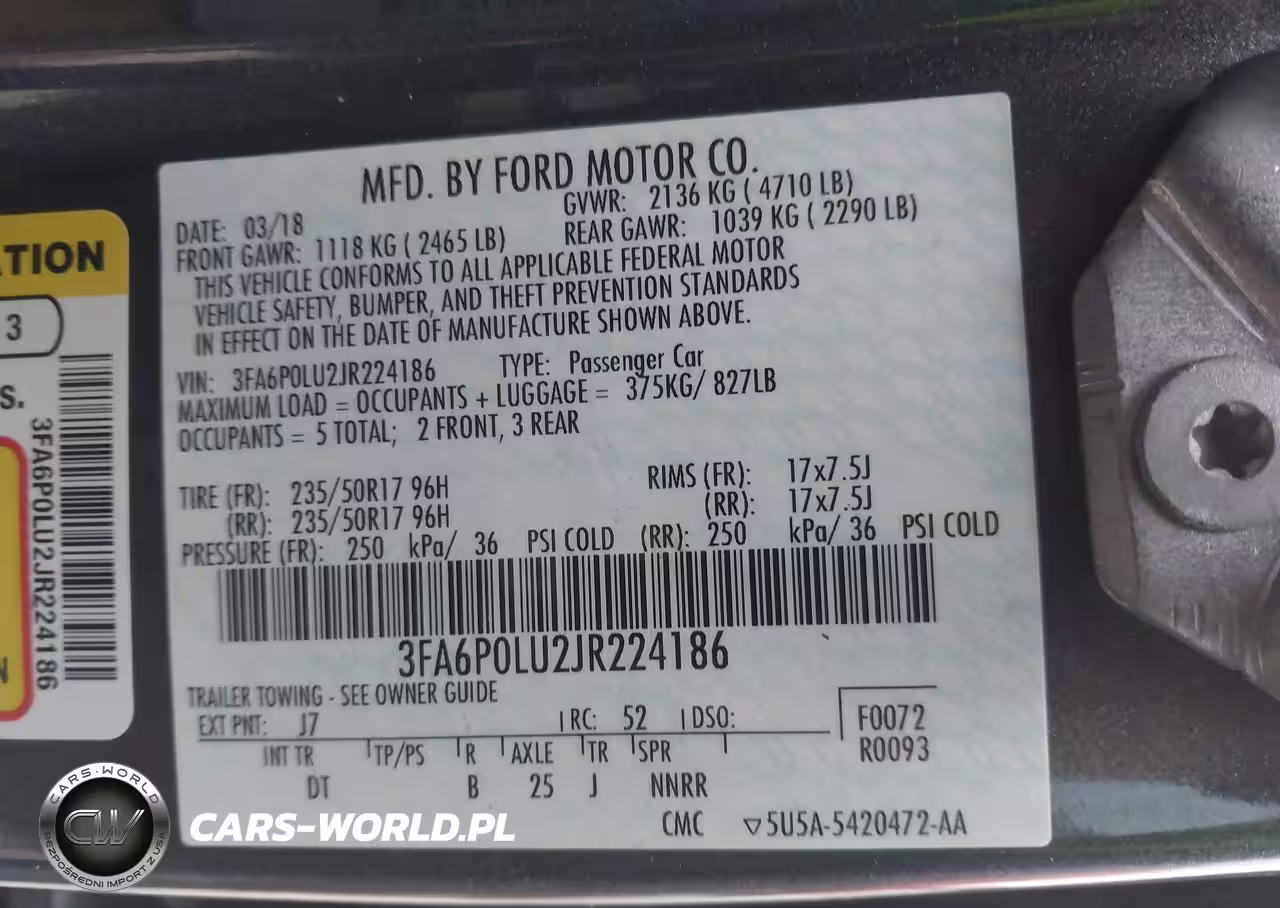 MFD. BY FORD MOTOR CO.
DATE: 03/18
GVWR: 2136 KG ( 4710 LB)
FRONT GAWR: 1118 KG ( 2465 LB)
REAR GAWR: 1039 KG ( 2290 LB)
THIS VEHICLE CONFORMS TO ALL APPLICABLE FEDERAL MOTOR
VEHICLE SAFETY, BUMPER, AND THEFT PREVENTION STANDARDS
IN EFFECT ON THE DATE OF MANUFACTURE SHOWN ABOVE.
VIN: 3FA6P0LU2JR224186 TYPE: Passenger Car
MAXIMUM LOAD = OCCUPANTS + LUGGAGE = 375KG/ 827LB
OCCUPANTS = 5 TOTAL; 2 FRONT, 3 REAR
TIRE (FR): 235/50R17 96H RIMS (FR): 17x7.5J
(RR): 235/50R17 96H (RR): 17x7.5J
PRESSURE (FR): 250 kPa/ 36 PSI COLD (RR): 250 kPa/ 36 PSI COLD
3FA6P0LU2JR224186
TRAILER TOWING - SEE OWNER GUIDE
EXT PNT: J7 RC: 52 DSO: F0072
INT TR TP/PS R AXLE TR SPR R0093
DT B 25 J NNRR
CMC ▽5U5A-5420472-AA
ATION
3
S.
3FA6P0LU2JR224186
N
CARS-WORLD
CW
BEZPOŚREDNI IMPORT Z USA
CARS-WORLD.PL